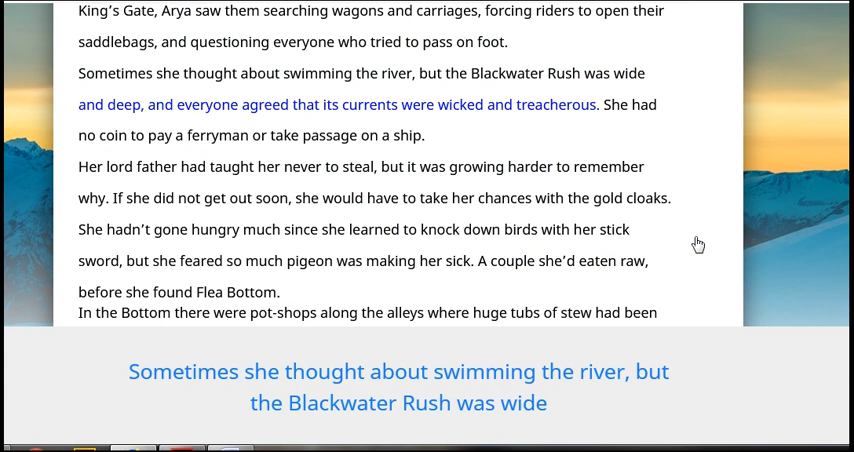 King’s Gate, Arya saw them searching wagons and carriages, forcing riders to open their
saddlebags, and questioning everyone who tried to pass on foot.
Sometimes she thought about swimming the river, but the Blackwater Rush was wide
and deep, and everyone agreed that its currents were wicked and treacherous. She had
no coin to pay a ferryman or take passage on a ship.
Her lord father had taught her never to steal, but it was growing harder to remember
why. If she did not get out soon, she would have to take her chances with the gold cloaks.
She hadn’t gone hungry much since she learned to knock down birds with her stick
sword, but she feared so much pigeon was making her sick. A couple she’d eaten raw,
before she found Flea Bottom.
In the Bottom there were pot-shops along the alleys where huge tubs of stew had been
Sometimes she thought about swimming the river, but
the Blackwater Rush was wide